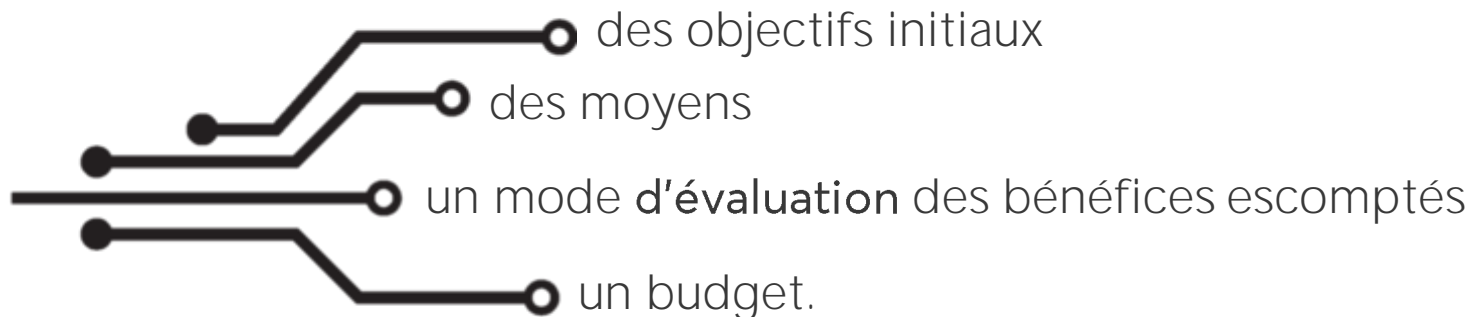 des objectifs initiaux
des moyens
un mode d'évaluation des bénéfices escomptés
un budget.